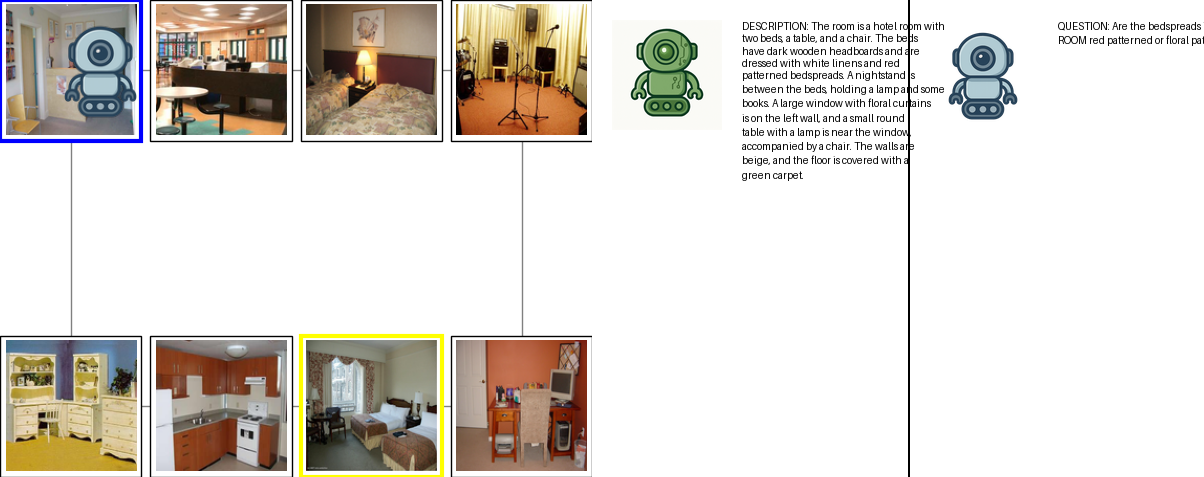 DESCRIPTION: The room is a hotel room with
two beds, a table, and a chair. The beds
have dark wooden headboards and are
dressed with white linens and red
patterned bedspreads. A nightstand is
between the beds, holding a lamp and some
books. A large window with floral curtains
is on the left wall, and a small round
table with a lamp is near the window,
accompanied by a chair. The walls are
beige, and the floor is covered with a
green carpet.
QUESTION: Are the bedspreads
ROOM red patterned or floral pat